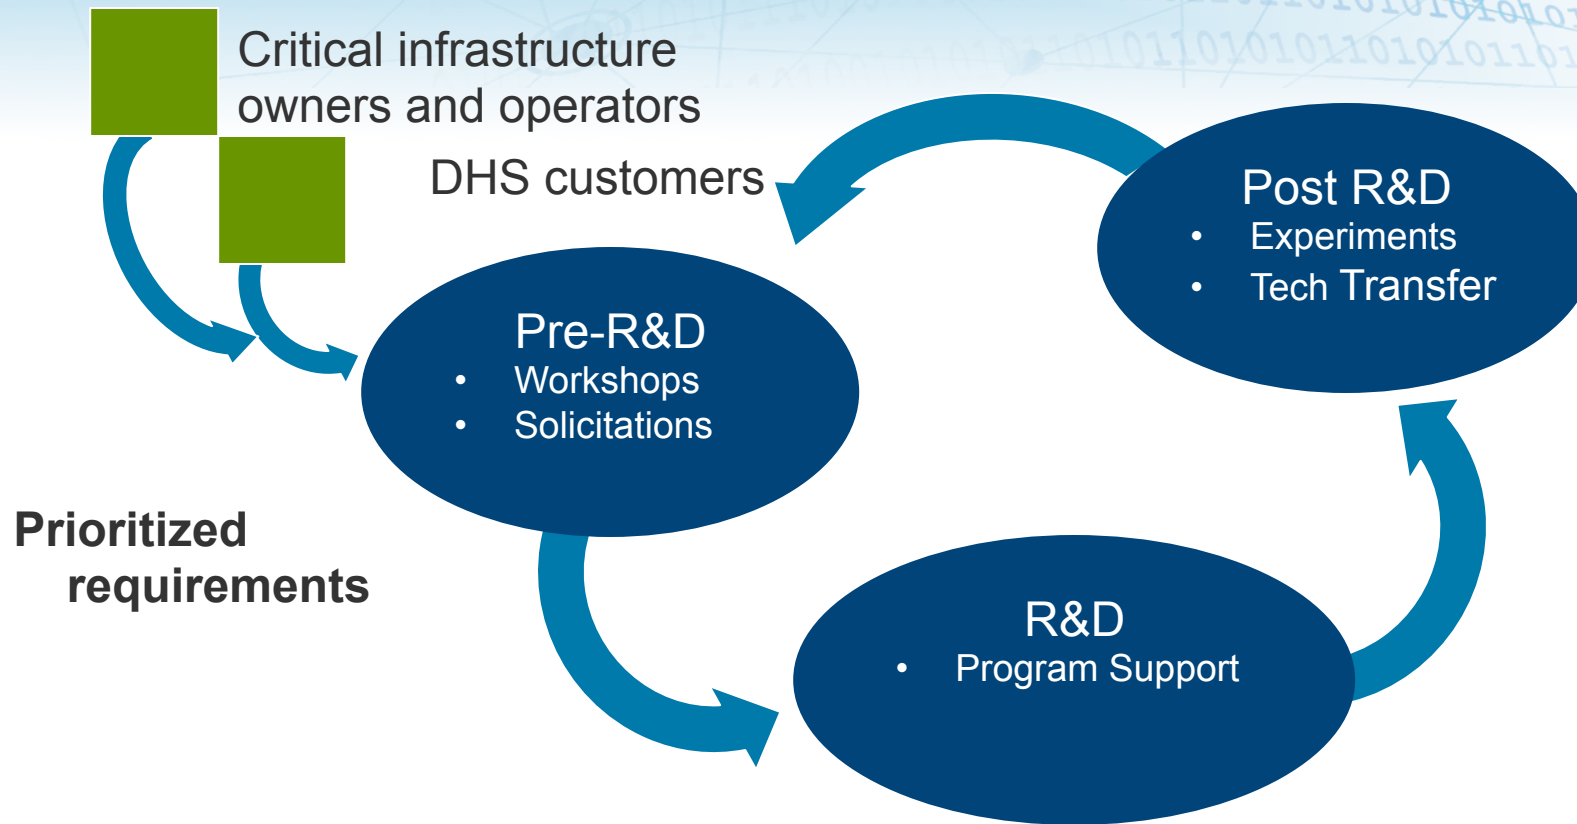 Critical infrastructure
owners and operators
DHS customers
Post R&D
• Experiments
• Tech Transfer
Pre-R&D
• Workshops
• Solicitations
Prioritized
requirements
R&D
• Program Support